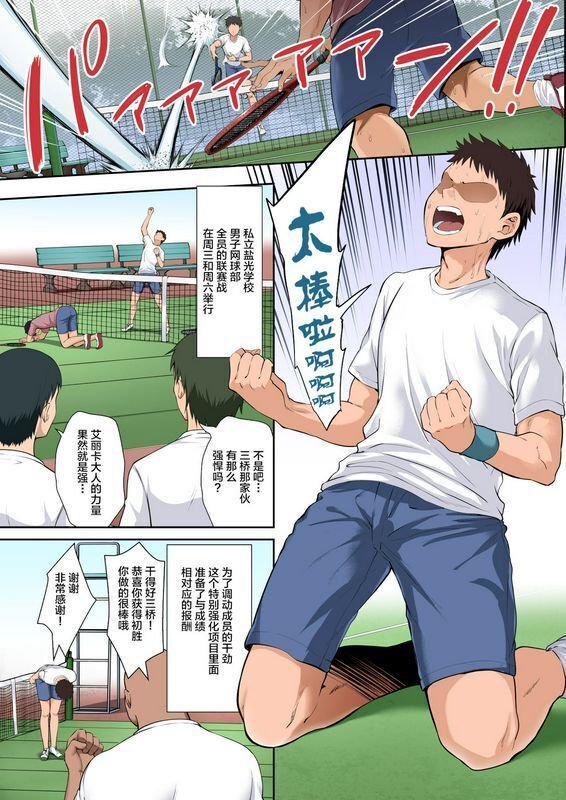 パァアアアァアーン!!
太棒啦啊啊啊
私立盐光学校
男子网球部
全员的联赛战
在周三和周六举行
不是吧…
三桥那家伙
有那么
强悍吗？
艾丽卡大人的力量
果然就是强…
为了调动成员的干劲
这个特别强化项目里面
准备了与成绩
相对应的报酬
干得好三桥！
恭喜你获得初胜
你做的很棒哦
谢谢
非常感谢！